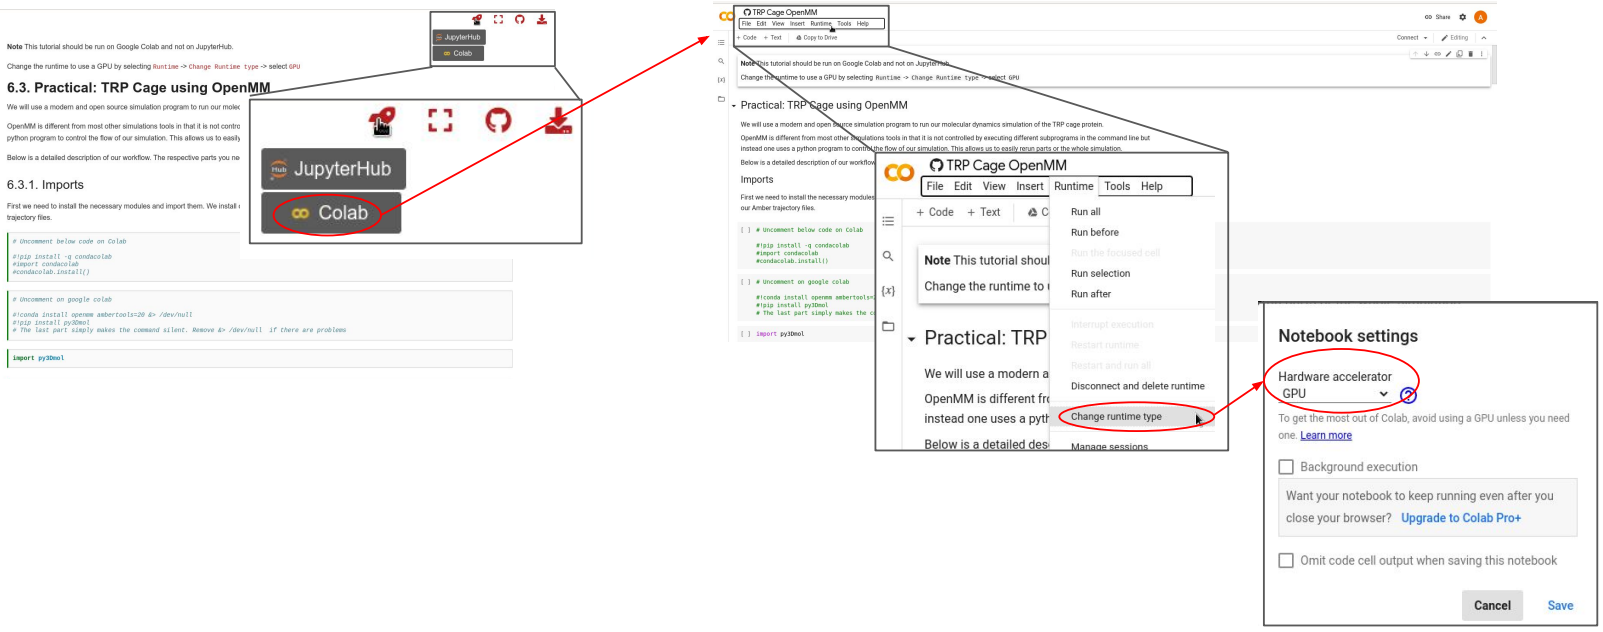 JupyterHub
Colab
Note This tutorial should be run on Google Colab and not on JupyterHub.
Change the runtime to use a GPU by selecting Runtime -> Change Runtime type -> select GPU
6.3. Practical: TRP Cage using OpenMM
We will use a modern and open source simulation program to run our molec
OpenMM is different from most other simulations tools in that it is not contro
python program to control the flow of our simulation. This allows us to easily
Below is a detailed description of our workflow. The respective parts you ne
6.3.1. Imports
First we need to install the necessary modules and import them. We install
trajectory files.
# Uncomment below code on Colab
#!pip install -q condacolab
#import condacolab
#condacolab.install()
# Uncomment on google colab
#!conda install openmm ambertools=20 &> /dev/null
#!pip install py3Dmol
# The last part simply makes the command silent. Remove &> /dev/null if there are problems
import py3Dmol
Hub JupyterHub
Colab
TRP Cage OpenMM
File Edit View Insert Runtime Tools Help
+ Code + Text Copy to Drive
Share
A
Connect
Editing
Note This tutorial should be run on Google Colab and not on JupyterHub.
Change the runtime to use a GPU by selecting Runtime -> Change Runtime type -> select GPU
Practical: TRP Cage using OpenMM
We will use a modern and open source simulation program to run our molecular dynamics simulation of the TRP cage protein.
OpenMM is different from most other simulations tools in that it is not controlled by executing different subprograms in the command line but
instead one uses a python program to control the flow of our simulation. This allows us to easily rerun parts or the whole simulation.
Below is a detailed description of our workflow
Imports
First we need to install the necessary modules
our Amber trajectory files.
[ ] # Uncomment below code on Colab
#!pip install -q condacolab
#import condacolab
#condacolab.install()
[ ] # Uncomment on google colab
#!conda install openmm ambertools=2
#!pip install py3Dmol
# The last part simply makes the co
[ ] import py3Dmol
TRP Cage OpenMM
File Edit View Insert Runtime Tools Help
+ Code + Text C
{x}
Note This tutorial shoul
Change the runtime to u
Practical: TRP
We will use a modern a
OpenMM is different fro
instead one uses a pyth
Below is a detailed des
Run all
Run before
Run the focused cell
Run selection
Run after
Interrupt execution
Restart runtime
Restart and run all
Disconnect and delete runtime
Change runtime type
Manage sessions
Notebook settings
Hardware accelerator
GPU
?
To get the most out of Colab, avoid using a GPU unless you need
one. Learn more
Background execution
Want your notebook to keep running even after you
close your browser? Upgrade to Colab Pro+
Omit code cell output when saving this notebook
Cancel Save